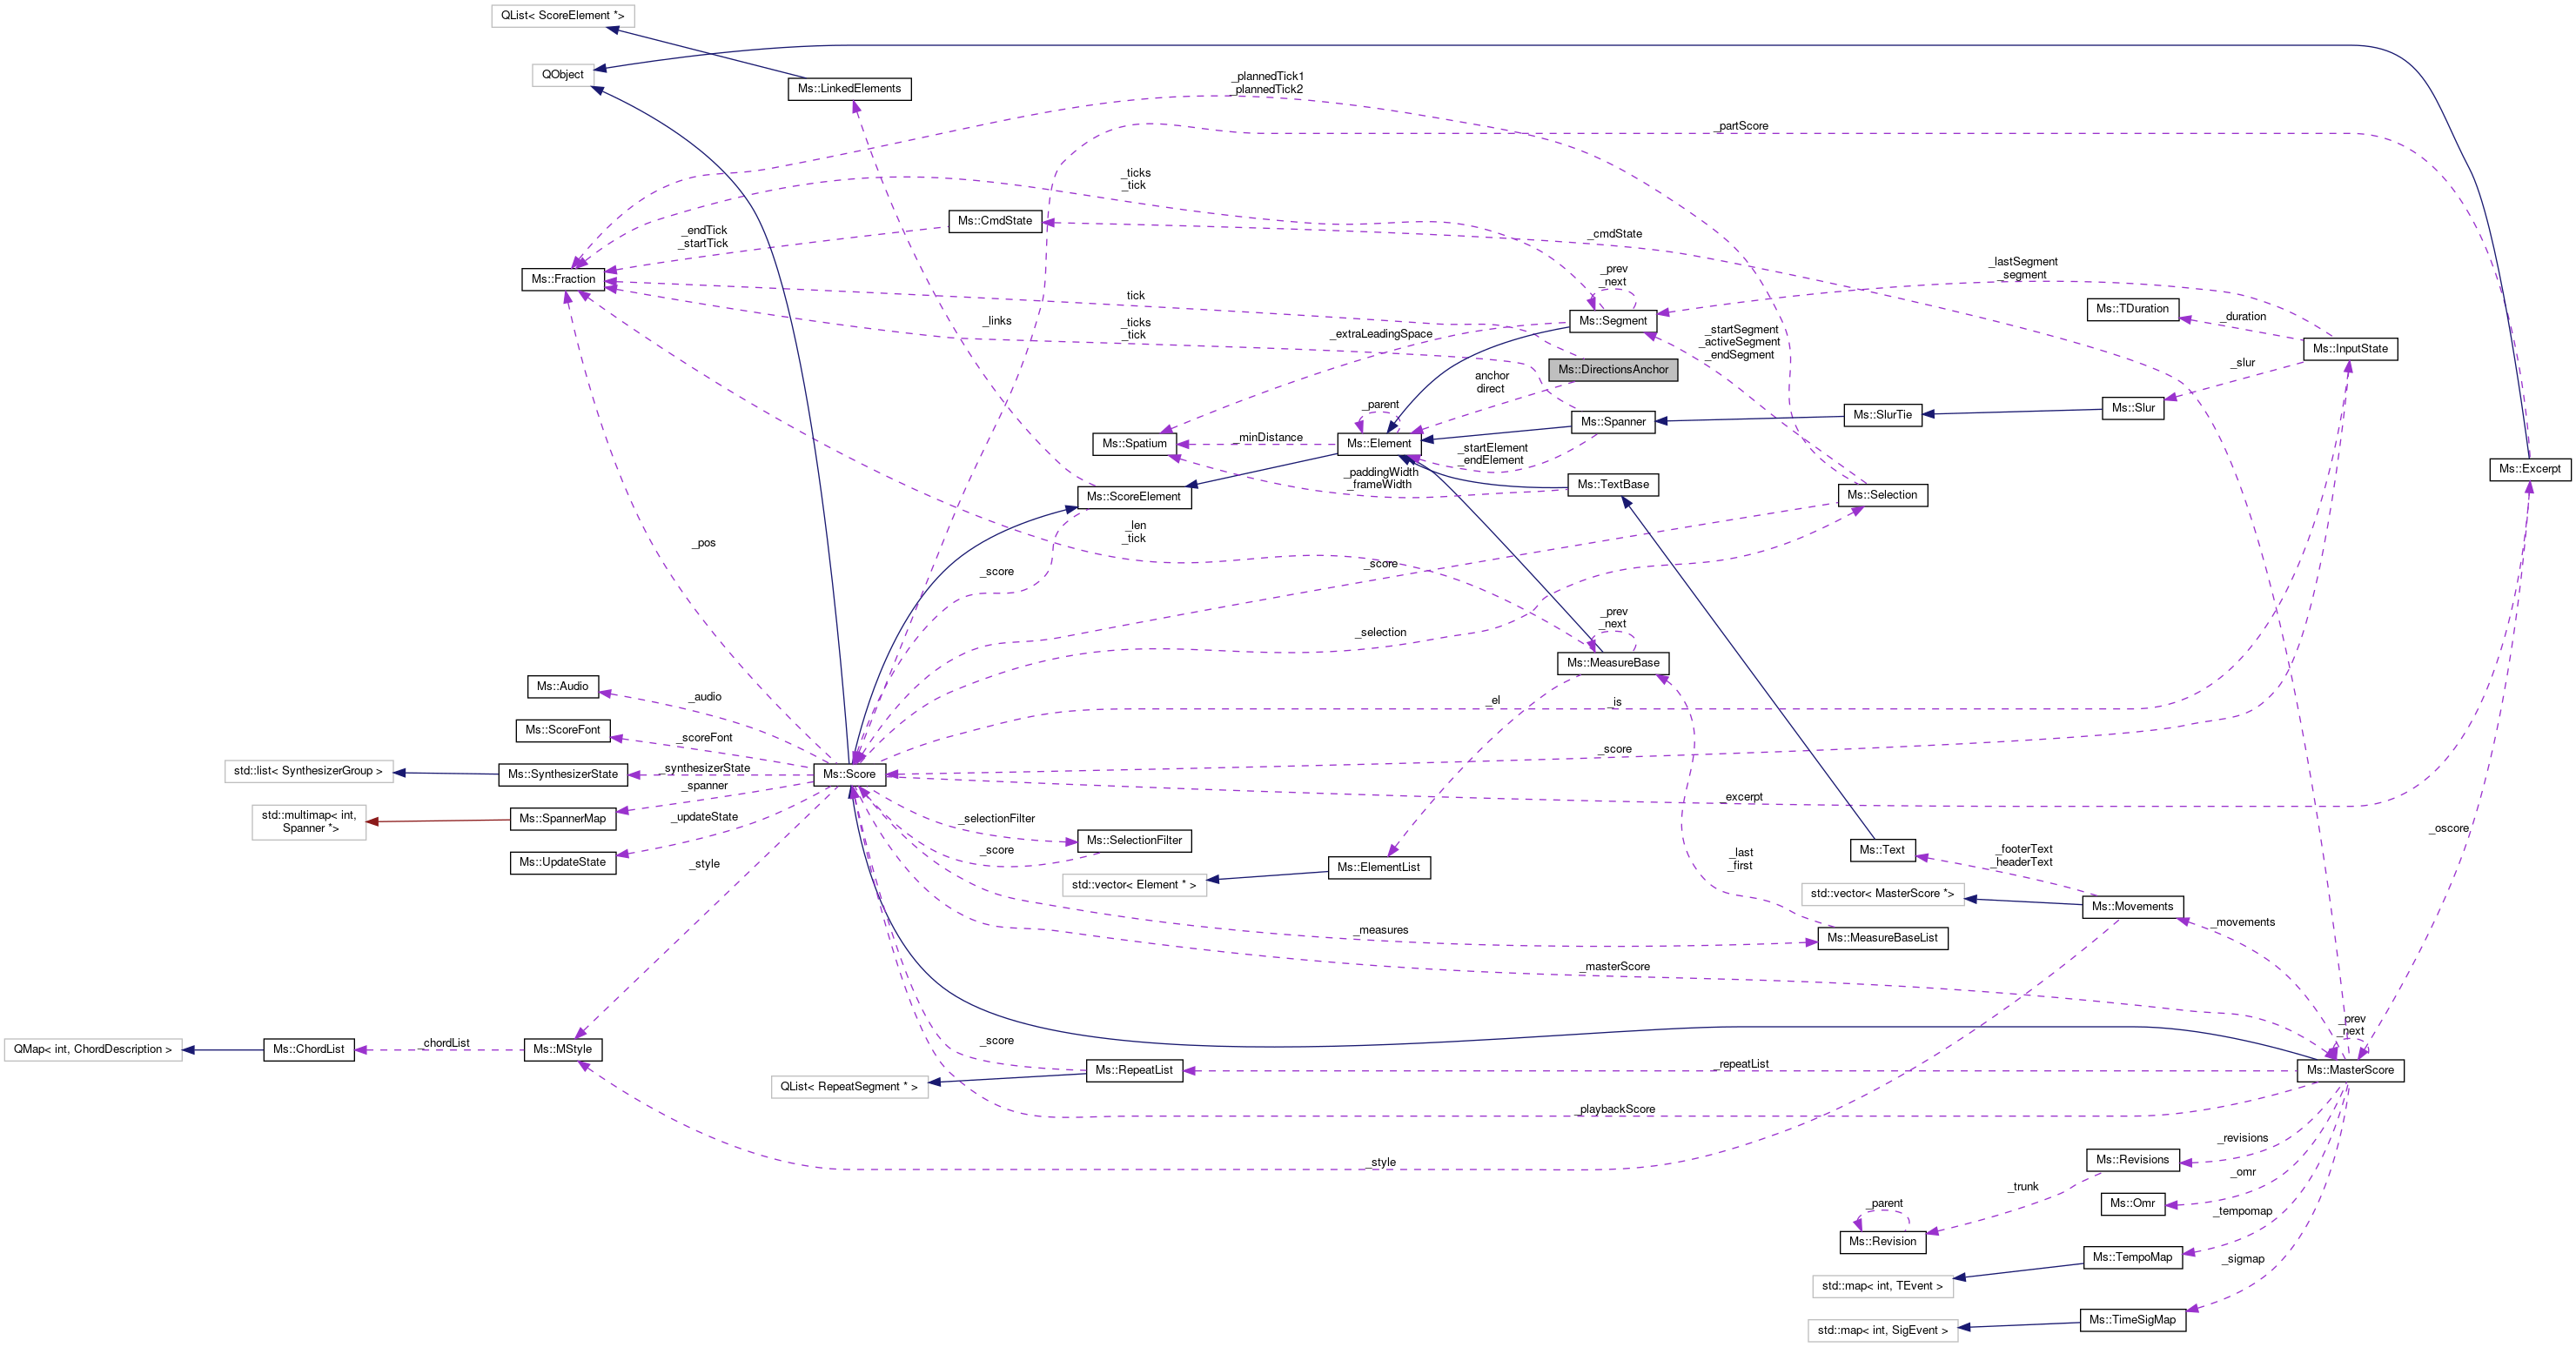 QList< ScoreElement *>
QObject
Ms::LinkedElements
_plannedTick1
_plannedTick2
_partScore
_ticks
_tick
Ms::CmdState
_cmdState
_endTick
_startTick
Ms::Fraction
_prev
_next
_lastSegment
_segment
tick
Ms::TDuration
_duration
_links
_ticks
_tick
Ms::Segment
_extraLeadingSpace
_startSegment
_activeSegment
_endSegment
Ms::InputState
_slur
Ms::DirectionsAnchor
anchor
direct
_parent
Ms::Spanner
Ms::SlurTie
Ms::Slur
Ms::Spatium
_minDistance
Ms::Element
_startElement
_endElement
Ms::Excerpt
_paddingWidth
_frameWidth
Ms::TextBase
Ms::ScoreElement
Ms::Selection
_len
_tick
_pos
_score
_score
_selection
_prev
_next
Ms::MeasureBase
Ms::Audio
_audio
_el
_is
Ms::ScoreFont
_scoreFont
_score
std::list< SynthesizerGroup >
Ms::SynthesizerState
_synthesizerState
Ms::Score
_spanner
_excerpt
std::multimap< int,
Spanner *>
Ms::SpannerMap
_updateState
_selectionFilter
_oscore
Ms::SelectionFilter
_score
Ms::UpdateState
_style
Ms::ElementList
std::vector< Element * >
_last
_first
Ms::Text
_footerText
_headerText
std::vector< MasterScore *>
Ms::Movements
_movements
_measures
Ms::MeasureBaseList
_masterScore
_prev
_next
QMap< int, ChordDescription >
Ms::ChordList
_chordList
Ms::MStyle
_score
Ms::RepeatList
_repeatList
Ms::MasterScore
QList< RepeatSegment * >
_playbackScore
_style
_revisions
Ms::Revisions
_omr
_trunk
Ms::Omr
_parent
_tempomap
Ms::Revision
Ms::TempoMap
_sigmap
std::map< int, TEvent >
Ms::TimeSigMap
std::map< int, SigEvent >